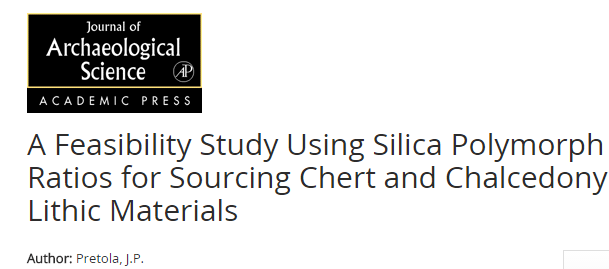 Journal of
Archaeological
Science
AP
ACADEMIC PRESS
A Feasibility Study Using Silica Polymorph
Ratios for Sourcing Chert and Chalcedony
Lithic Materials
Author: Pretola, J.P.